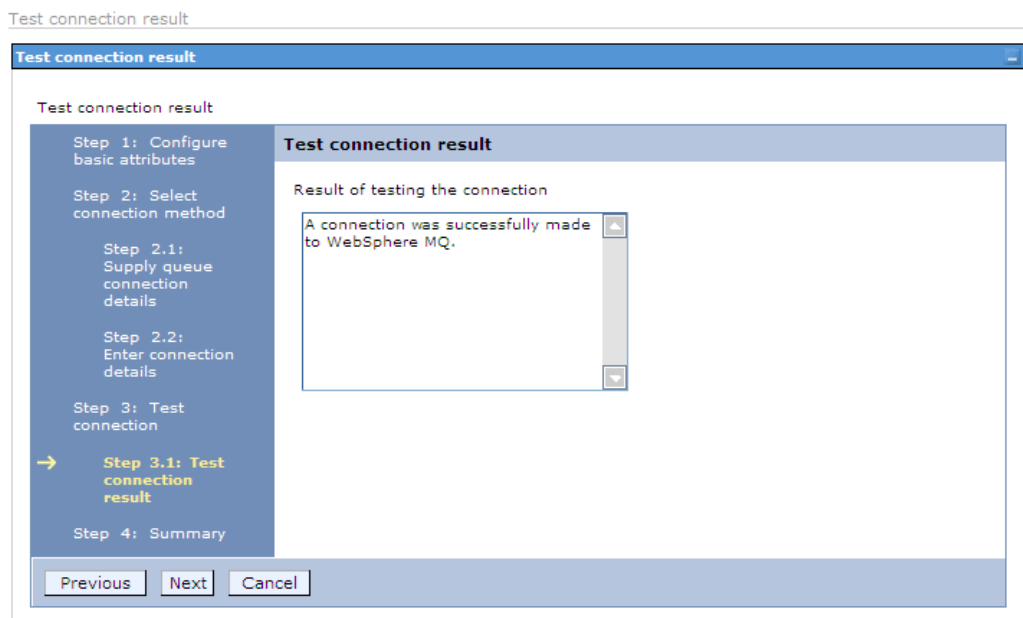 Test connection result
Test connection result
Test connection result
Step 1: Configure
basic attributes
Step 2: Select
connection method
Step 2.1:
Supply queue
connection
details
Step 2.2:
Enter connection
details
Step 3: Test
connection
Step 3.1: Test
connection
result
Step 4: Summary
Test connection result
Result of testing the connection
A connection was successfully made
to WebSphere MQ.
Previous Next Cancel